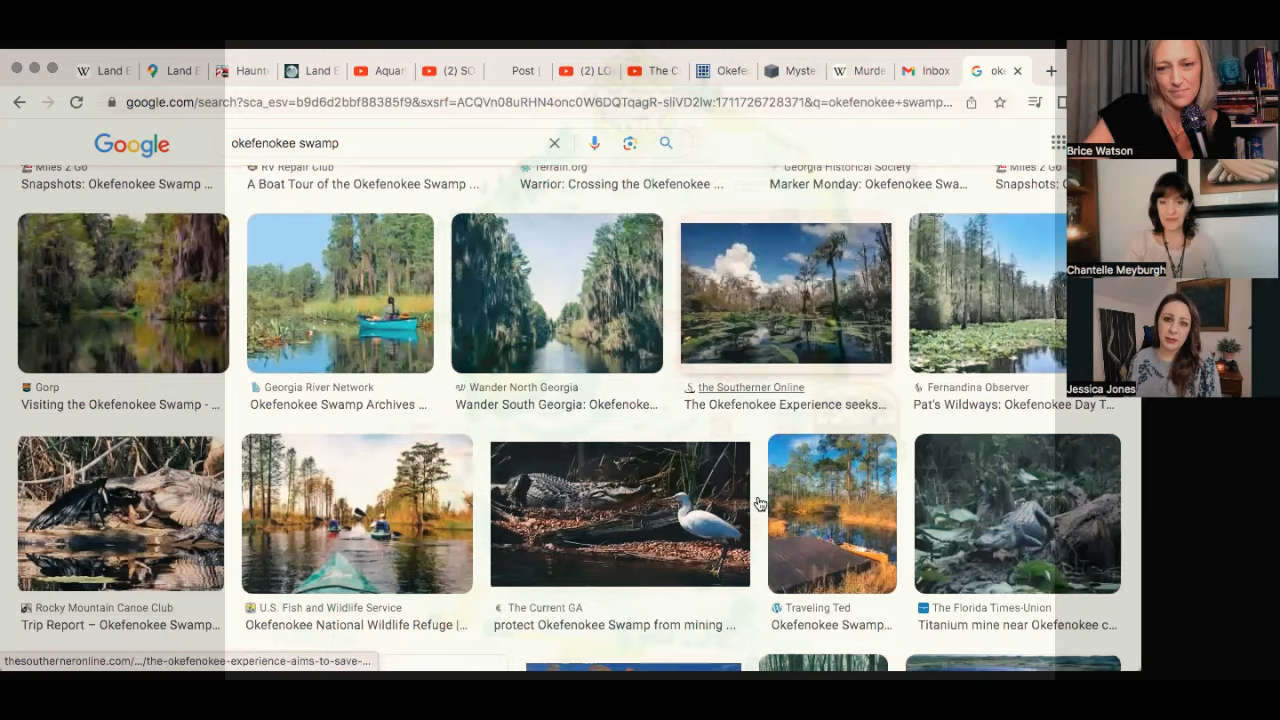 Land E
Land E
Haunt
Land E
Aquar
(2) SO
Post |
(2) LO
The C
Okefe
Myste
Murde
Inbox
oke
google.com/search?sca_esv=b9d6d2bbf88385f9&sxsrf=ACQVn08uRHN4onc0W6DQTqagR-sliVD2lw:1711726728371&q=okefenokee+swamp...
Google
okefenokee swamp
Miles 2 Go
RV Repair Club
Terrain.org
Georgia Historical Society
Miles 2 Go
Snapshots: Okefenokee Swamp ...
A Boat Tour of the Okefenokee Swamp ...
Warrior: Crossing the Okefenokee ...
Marker Monday: Okefenokee Swa...
Snapshots: O
Brice Watson
Chantelle Meyburgh
Jessica Jones
Gorp
Georgia River Network
Wander North Georgia
the Southerner Online
Fernandina Observer
Visiting the Okefenokee Swamp - ...
Okefenokee Swamp Archives ...
Wander South Georgia: Okefenoke...
The Okefenokee Experience seeks...
Pat's Wildways: Okefenokee Day T...
Rocky Mountain Canoe Club
U.S. Fish and Wildlife Service
The Current GA
Traveling Ted
The Florida Times-Union
Trip Report – Okefenokee Swamp...
Okefenokee National Wildlife Refuge |...
protect Okefenokee Swamp from mining ...
Okefenokee Swamp...
Titanium mine near Okefenokee c...
thesoutherneronline.com/.../the-okefenokee-experience-aims-to-save-...